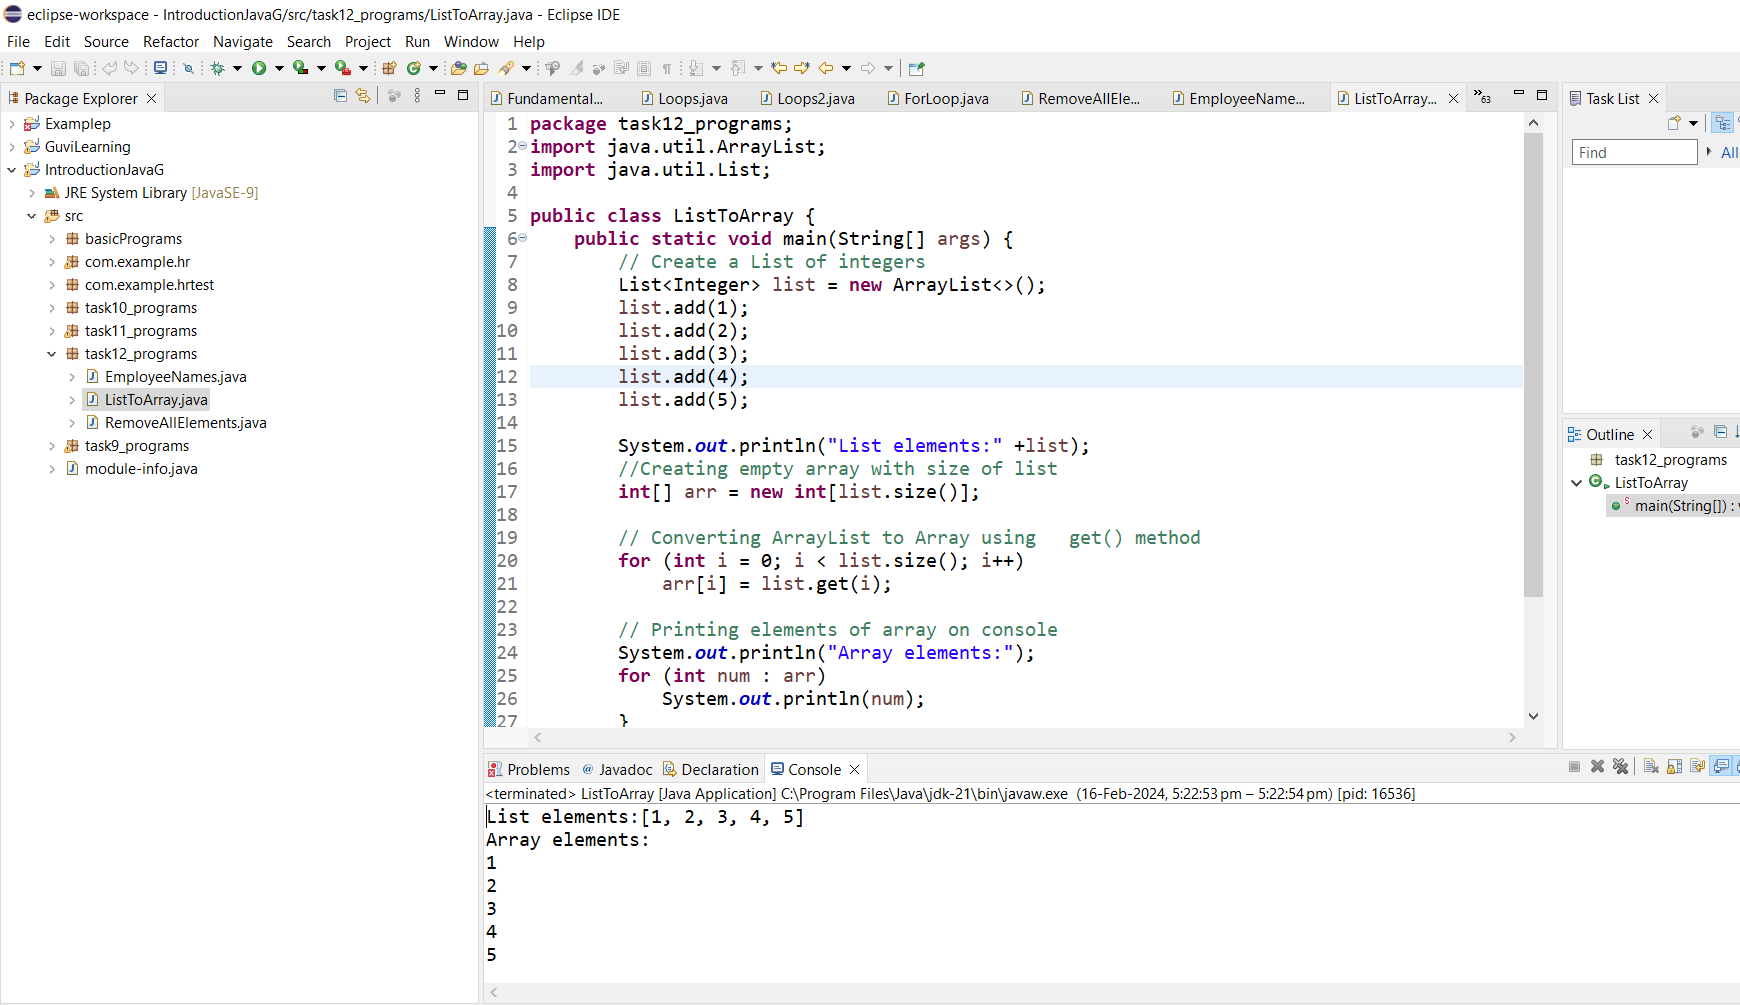 eclipse-workspace - IntroductionJavaG/src/task12_programs/ListToArray.java - Eclipse IDE
File Edit Source Refactor Navigate Search Project Run Window Help
Package Explorer
Examplep
GuviLearning
IntroductionJavaG
JRE System Library [JavaSE-9]
src
basicPrograms
com.example.hr
com.example.hrtest
task10_programs
task11_programs
task12_programs
EmployeeNames.java
ListToArray.java
RemoveAllElements.java
task9_programs
module-info.java
Fundamental... Loops.java Loops2.java ForLoop.java RemoveAllEle... EmployeeName... ListToArray... »63
1 package task12_programs;
2 import java.util.ArrayList;
3 import java.util.List;
4
5 public class ListToArray {
6     public static void main(String[] args) {
7         // Create a List of integers
8         List<Integer> list = new ArrayList<>();
9         list.add(1);
10         list.add(2);
11         list.add(3);
12         list.add(4);
13         list.add(5);
14
15         System.out.println("List elements:" +list);
16         //Creating empty array with size of list
17         int[] arr = new int[list.size()];
18
19         // Converting ArrayList to Array using   get() method
20         for (int i = 0; i < list.size(); i++)
21             arr[i] = list.get(i);
22
23         // Printing elements of array on console
24         System.out.println("Array elements:");
25         for (int num : arr)
26             System.out.println(num);
27         }
Task List
Find All
Outline
task12_programs
ListToArray
main(String[]) :
Problems Javadoc Declaration Console
<terminated> ListToArray [Java Application] C:\Program Files\Java\jdk-21\bin\javaw.exe (16-Feb-2024, 5:22:53 pm – 5:22:54 pm) [pid: 16536]
List elements:[1, 2, 3, 4, 5]
Array elements:
1
2
3
4
5